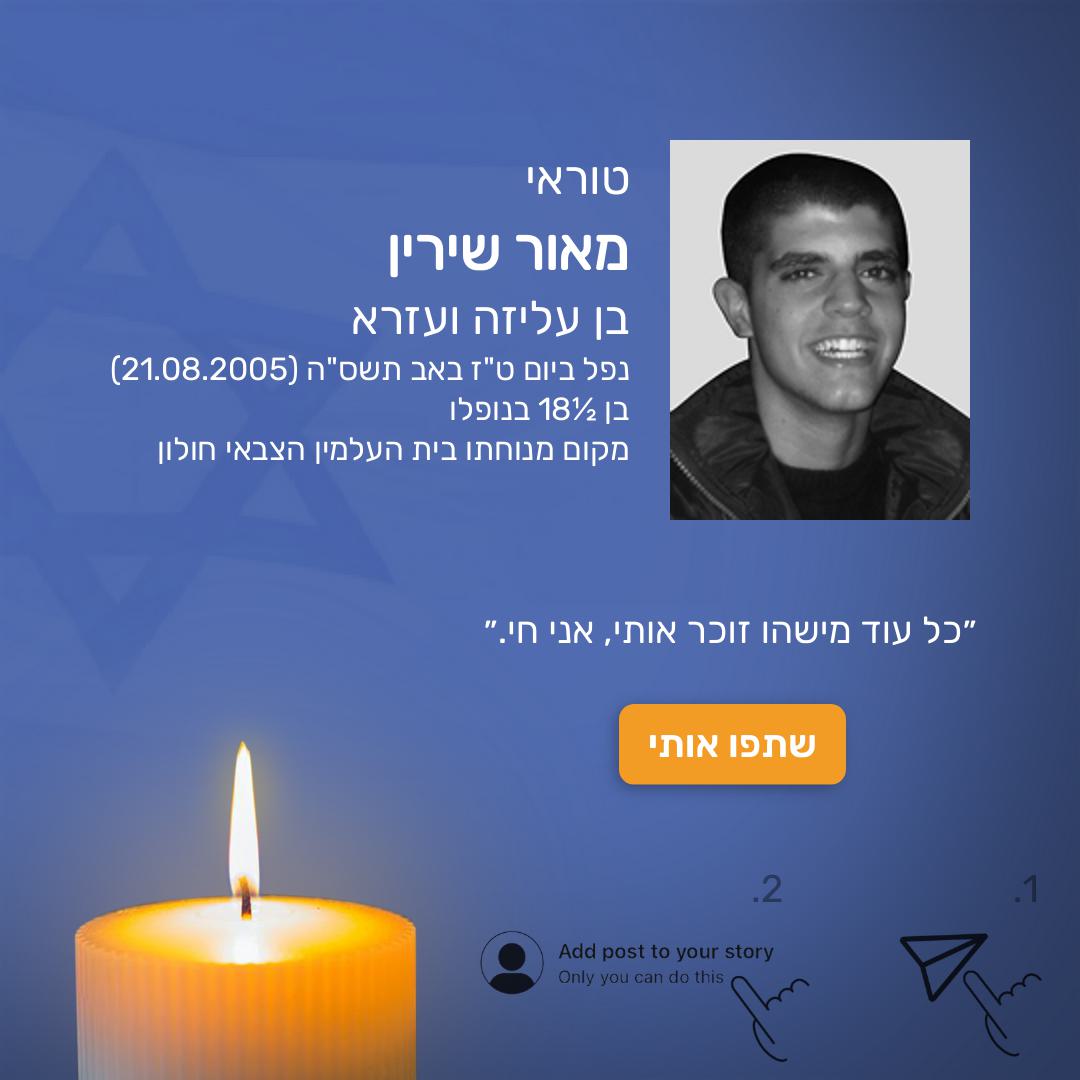 טוראי
מאור שירין
בן עליזה ועזרא
נפל ביום ט"ז באב תשס"ה (21.08.2005)
בן 18½ בנופלו
מקום מנוחתו בית העלמין הצבאי חולון
״כל עוד מישהו זוכר אותי, אני חי.״
שתפו אותי
1.
2.
Add post to your story
Only you can do this